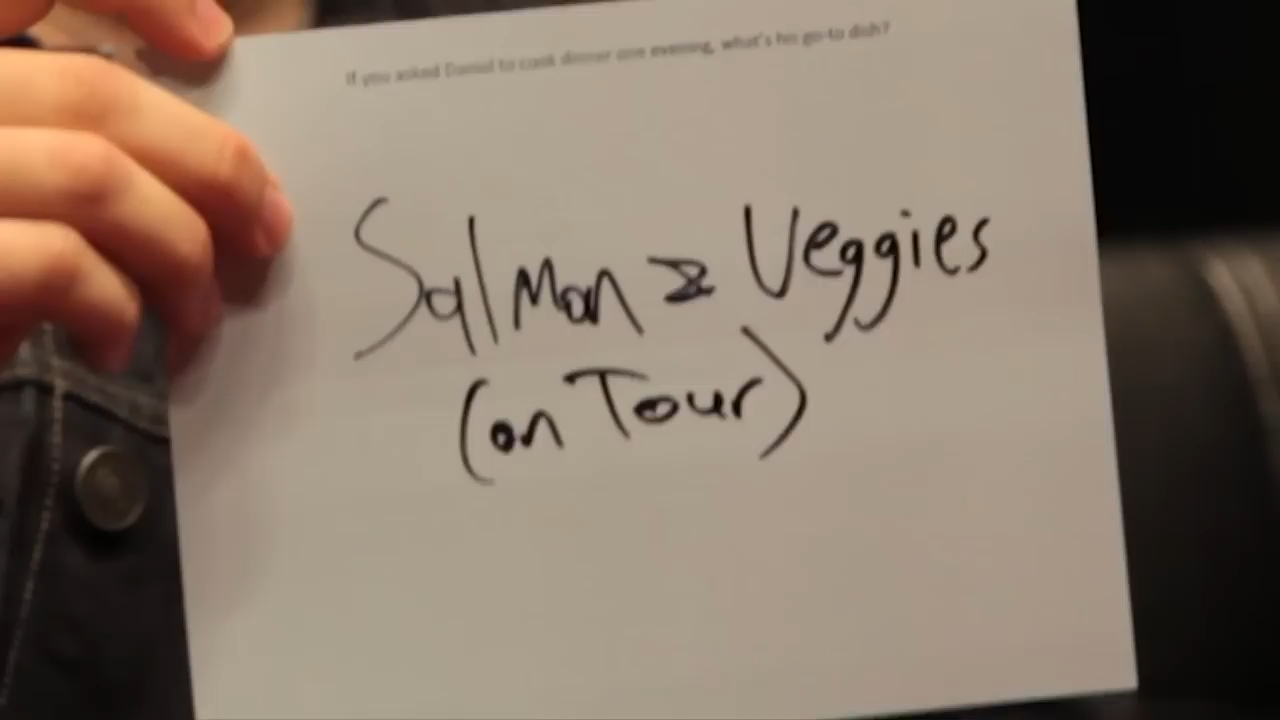 If you asked Daniel to cook dinner one evening, what's his go-to dish?
Salmon & Veggies
(on Tour)